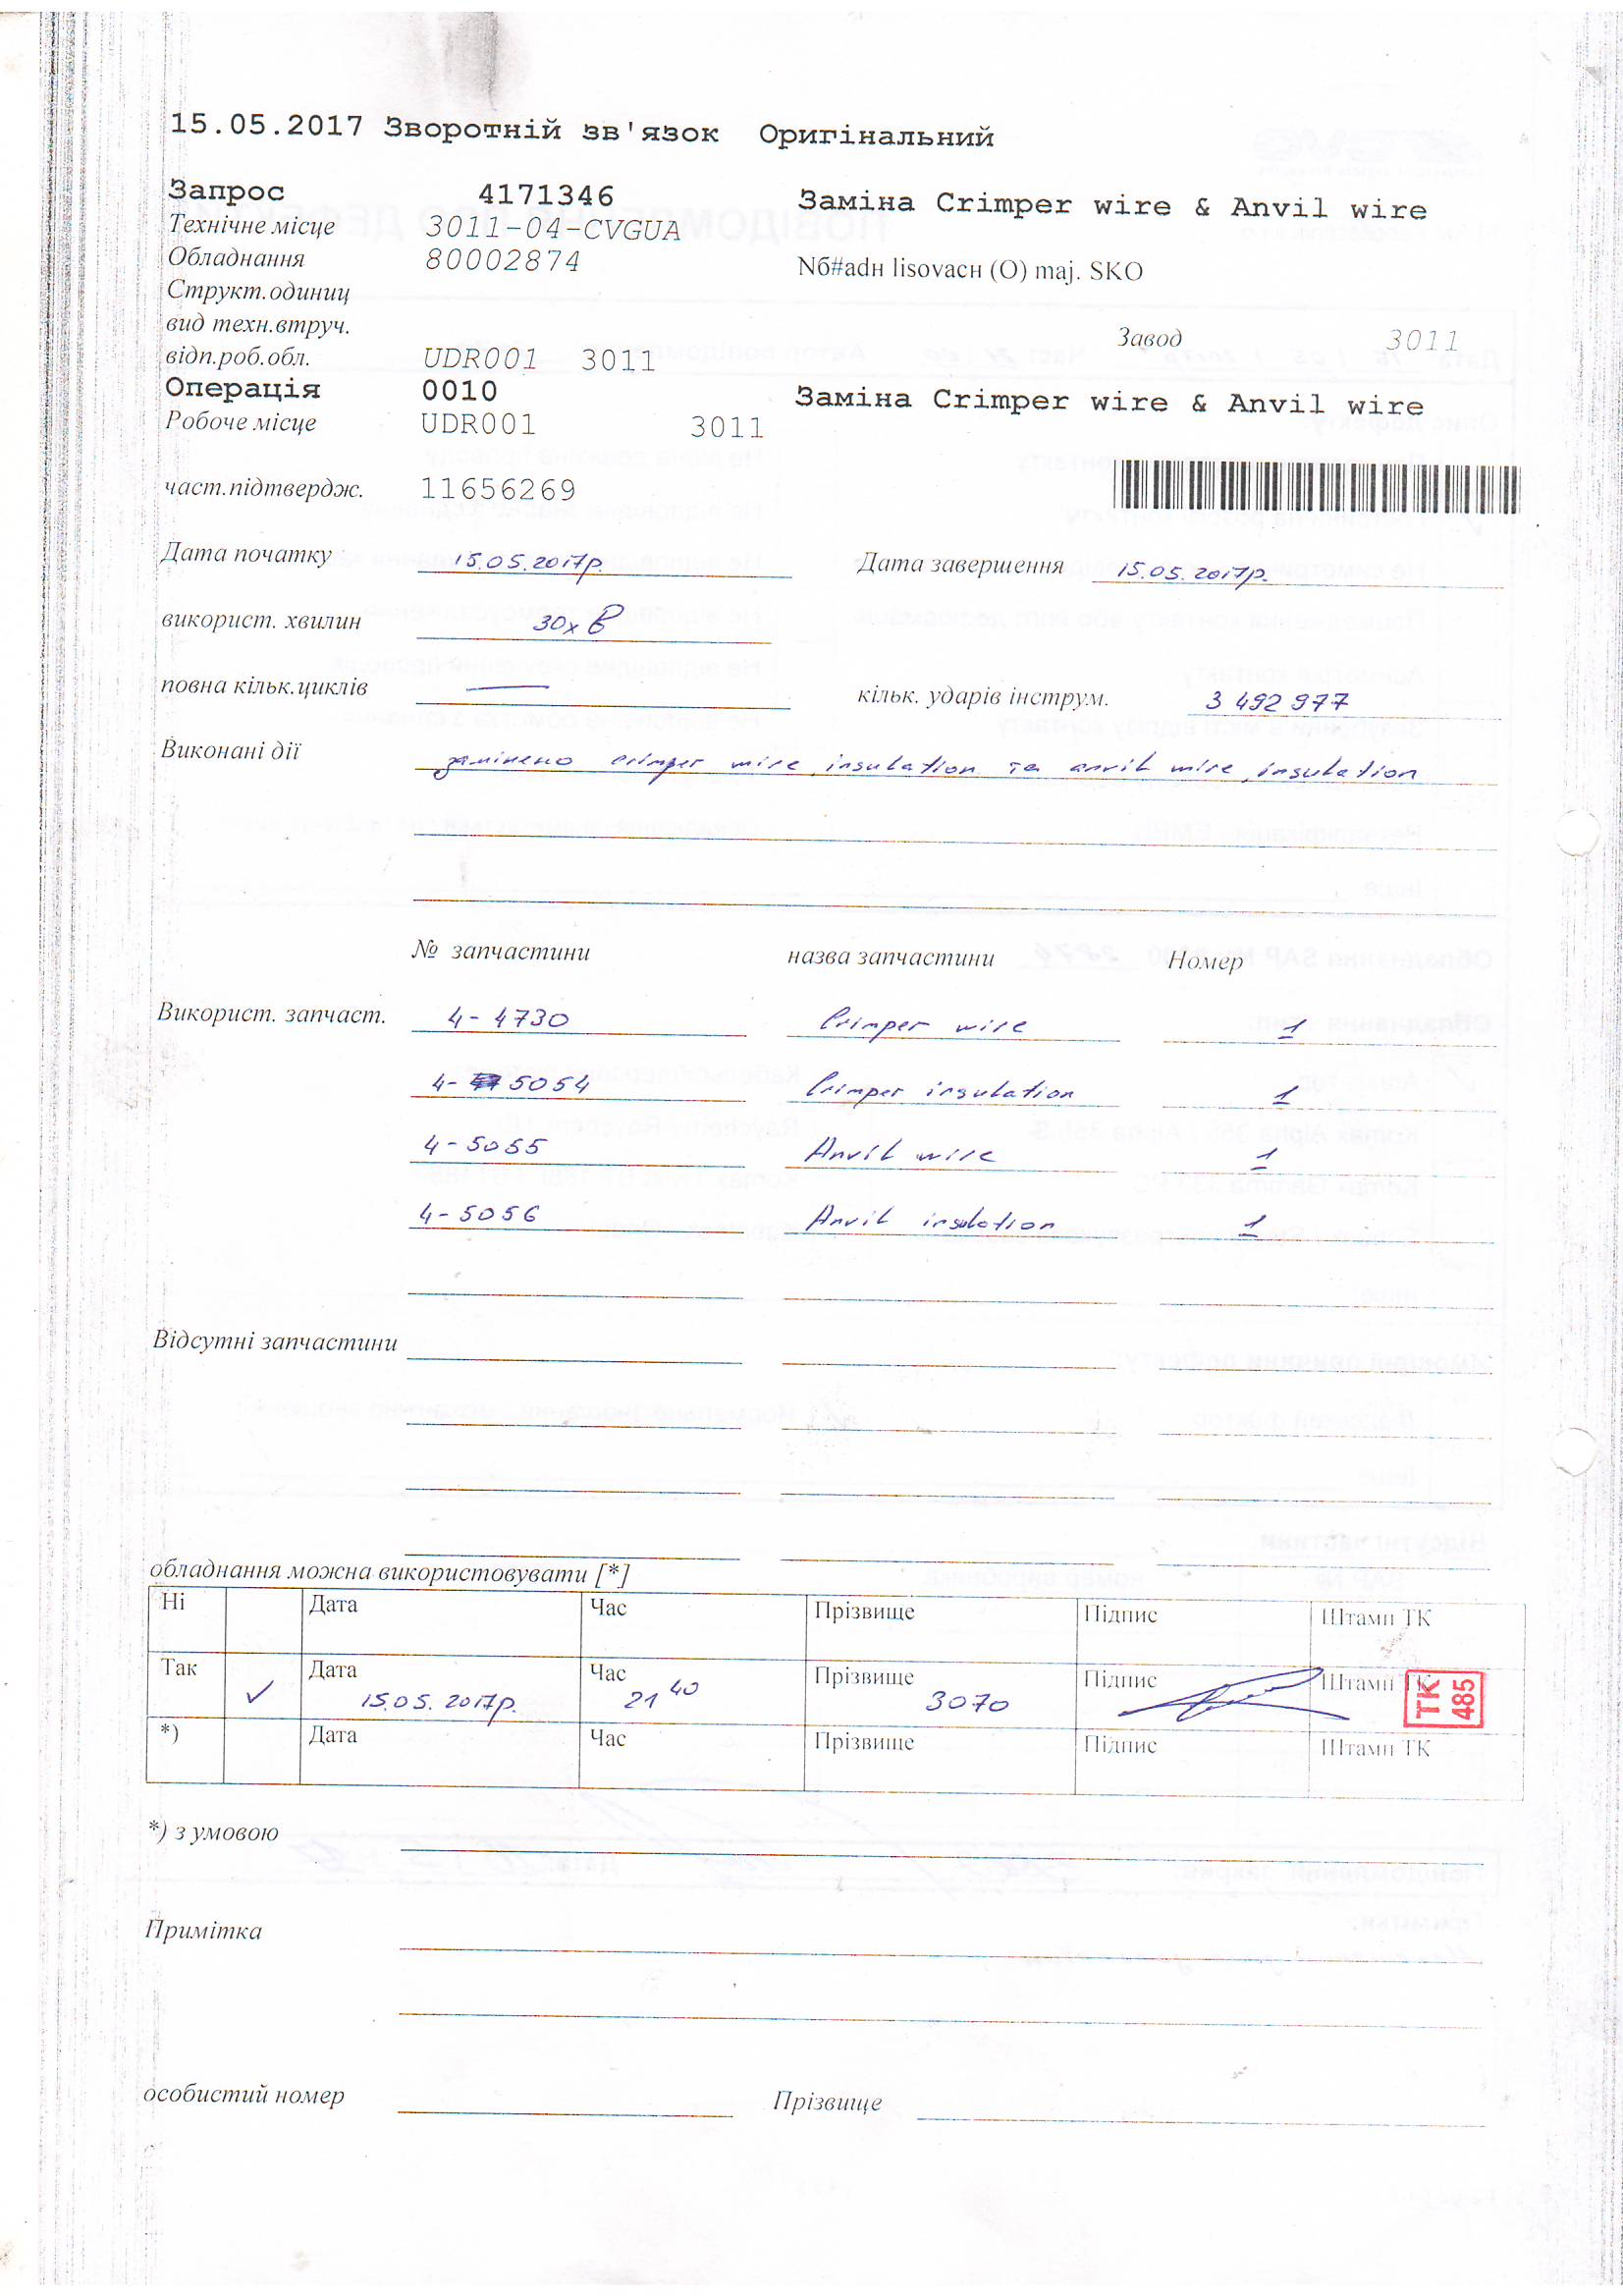 15.05.2017 Зворотній зв'язок Оригінальний
Запрос 4171346 Заміна Crimper wire & Anvil wire
Технічне місце 3011-04-CVGUA
Обладнання 80002874 Nб#адн lisovасн (O) maj. SKO
Структ.одиниц
вид техн.втруч.
Завод 3011
відп.роб.обл. UDR001 3011
Операція 0010 Заміна Crimper wire & Anvil wire
Робоче місце UDR001 3011
част.підтвердж. 11656269
Дата початку 15.05.2017р. Дата завершення 15.05.2017р.
використ. хвилин 30хв
повна кільк.циклів — кільк. ударів інструм. 3 492 977
Виконані дії замінено crimper wire, insulation та anvil wire, insulation
№ запчастини назва запчастини Номер
Використ. запчаст. 4-4730 Crimper wire 1
4-5054 Crimper insulation 1
4-5055 Anvil wire 1
4-5056 Anvil insulation 1
Відсутні запчастини
обладнання можна використовувати [*]
Ні Дата Час Прізвище Підпис Штамп ТК
Так ✓ Дата 15.05.2017р. Час 21 40 Прізвище 3070 Підпис Штамп ТК
ТК 485
*) Дата Час Прізвище Підпис Штамп ТК
*) з умовою
Примітка
особистий номер Прізвище